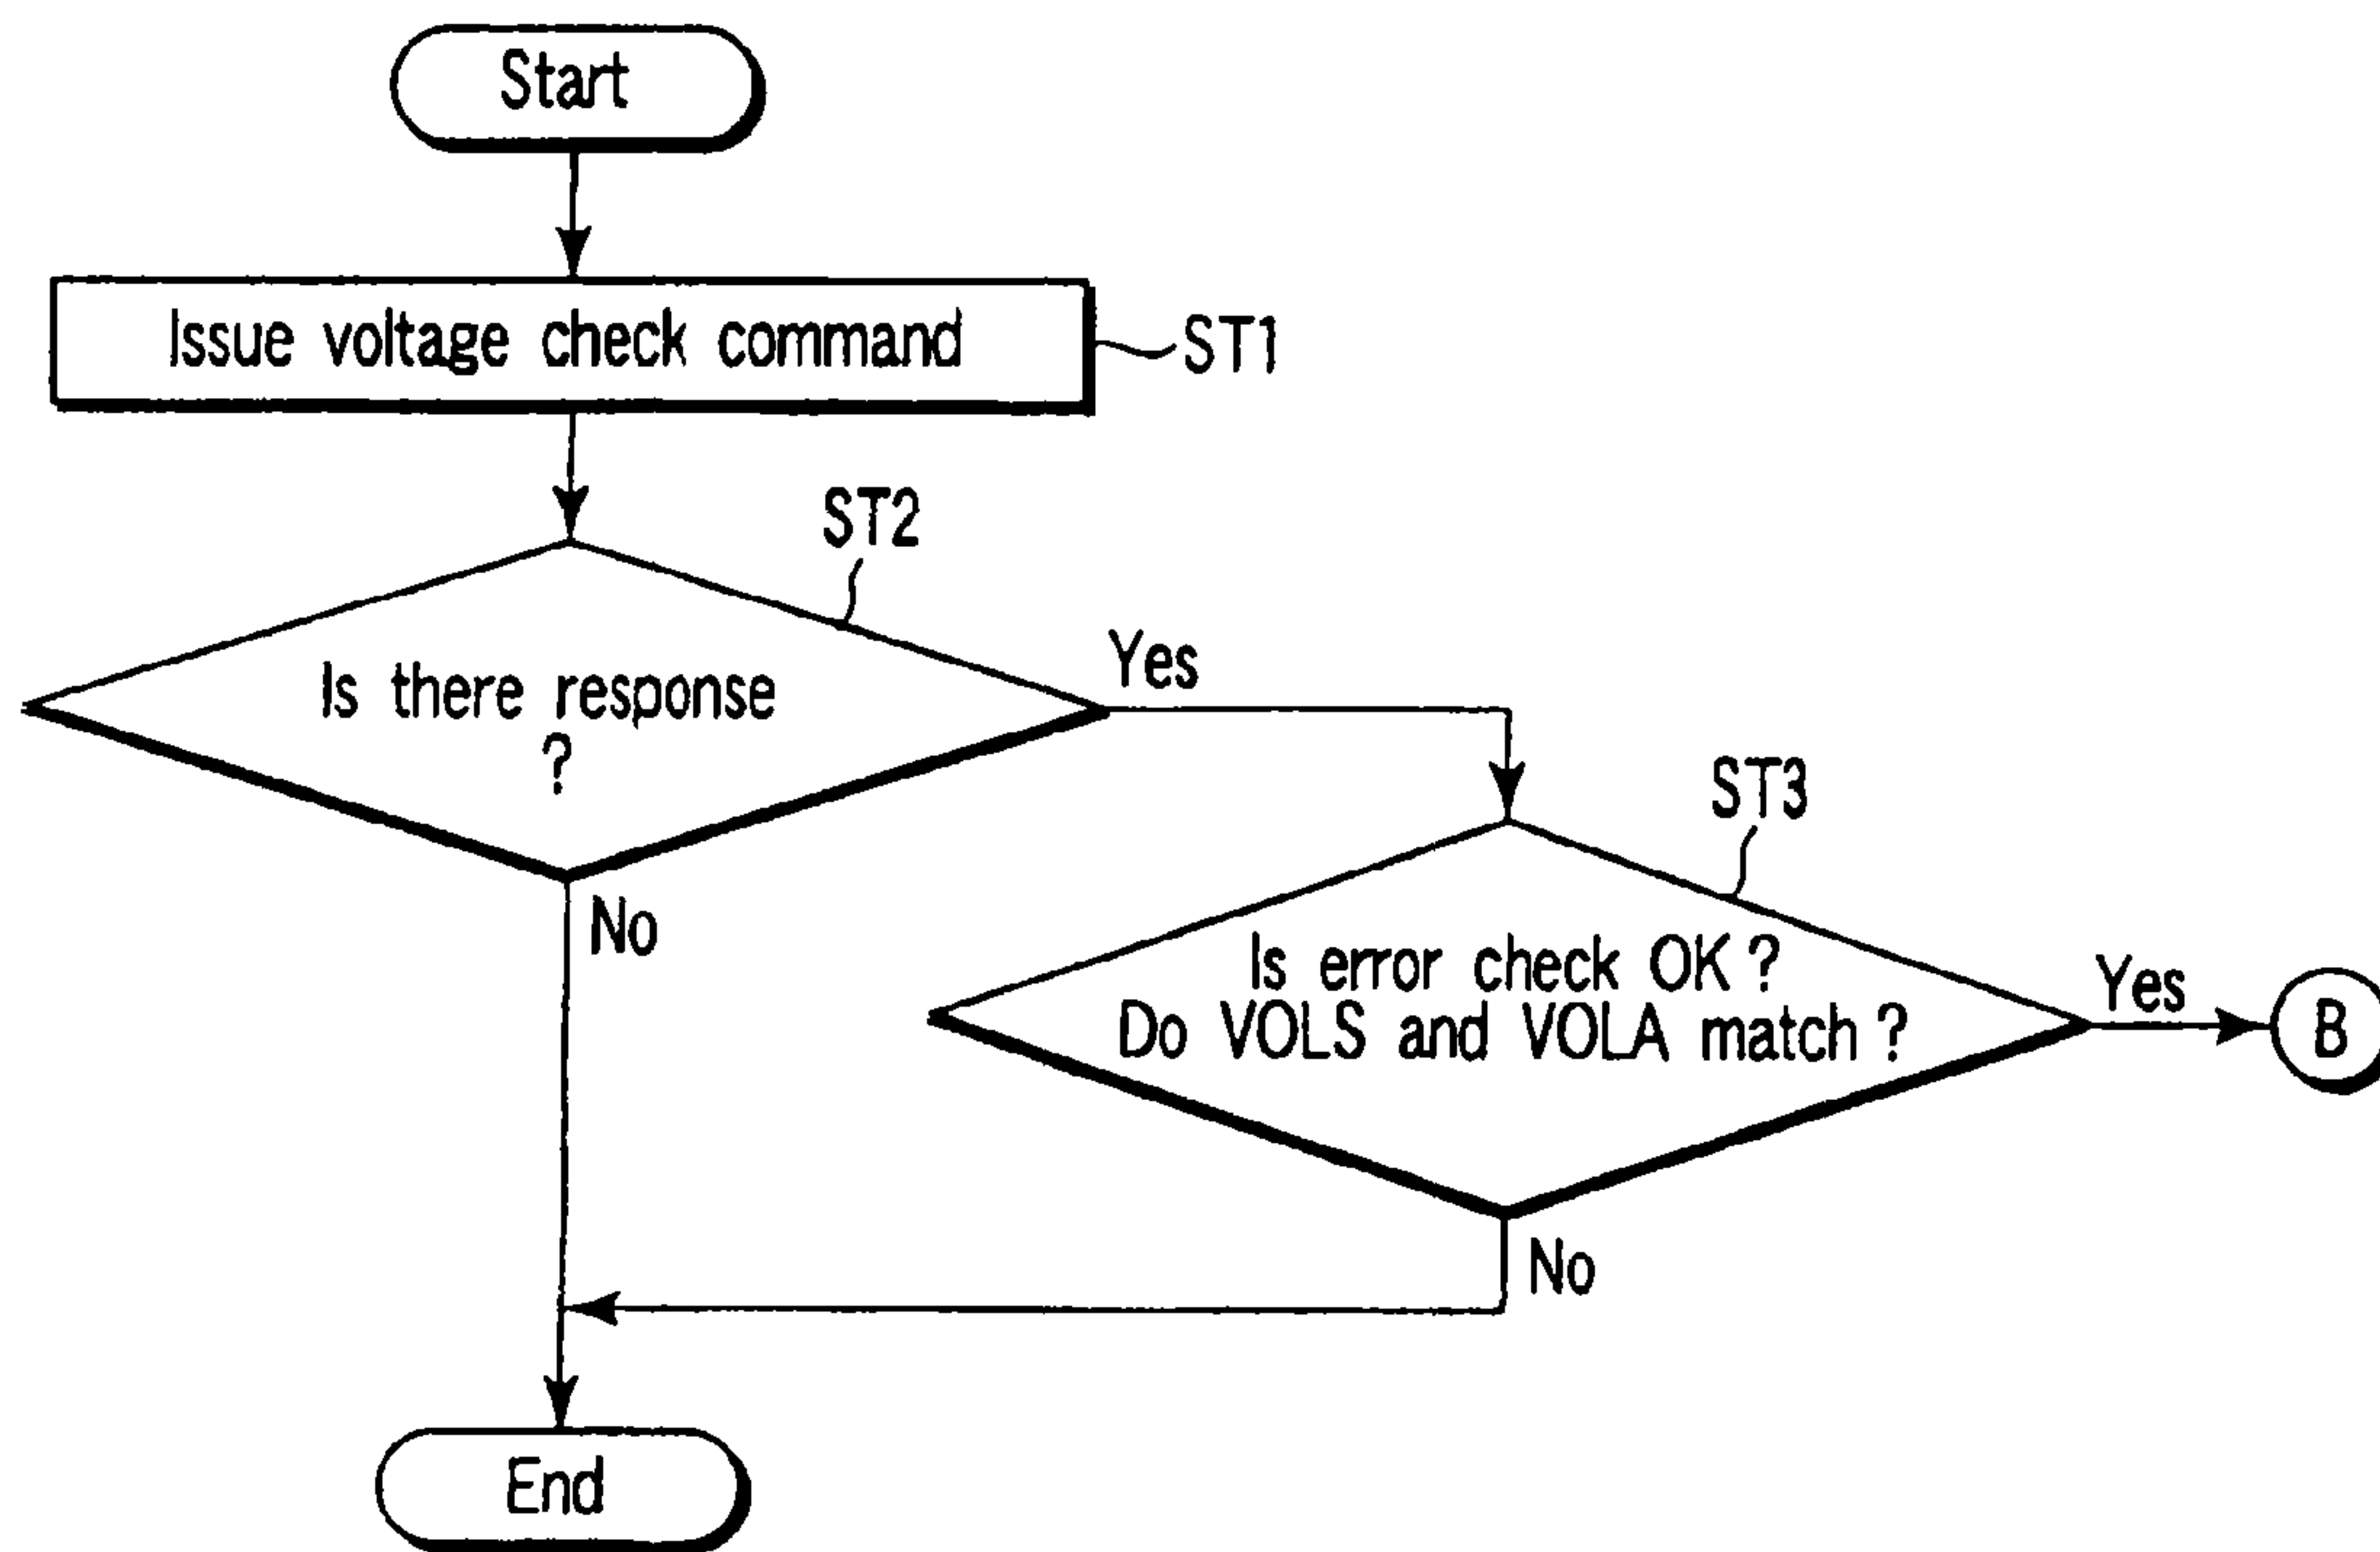 Start
Issue voltage check command
ST1
ST2
Is there response
?
Yes
No
ST3
Is error check OK ?
Do VOLS and VOLA match ?
Yes
B
No
End